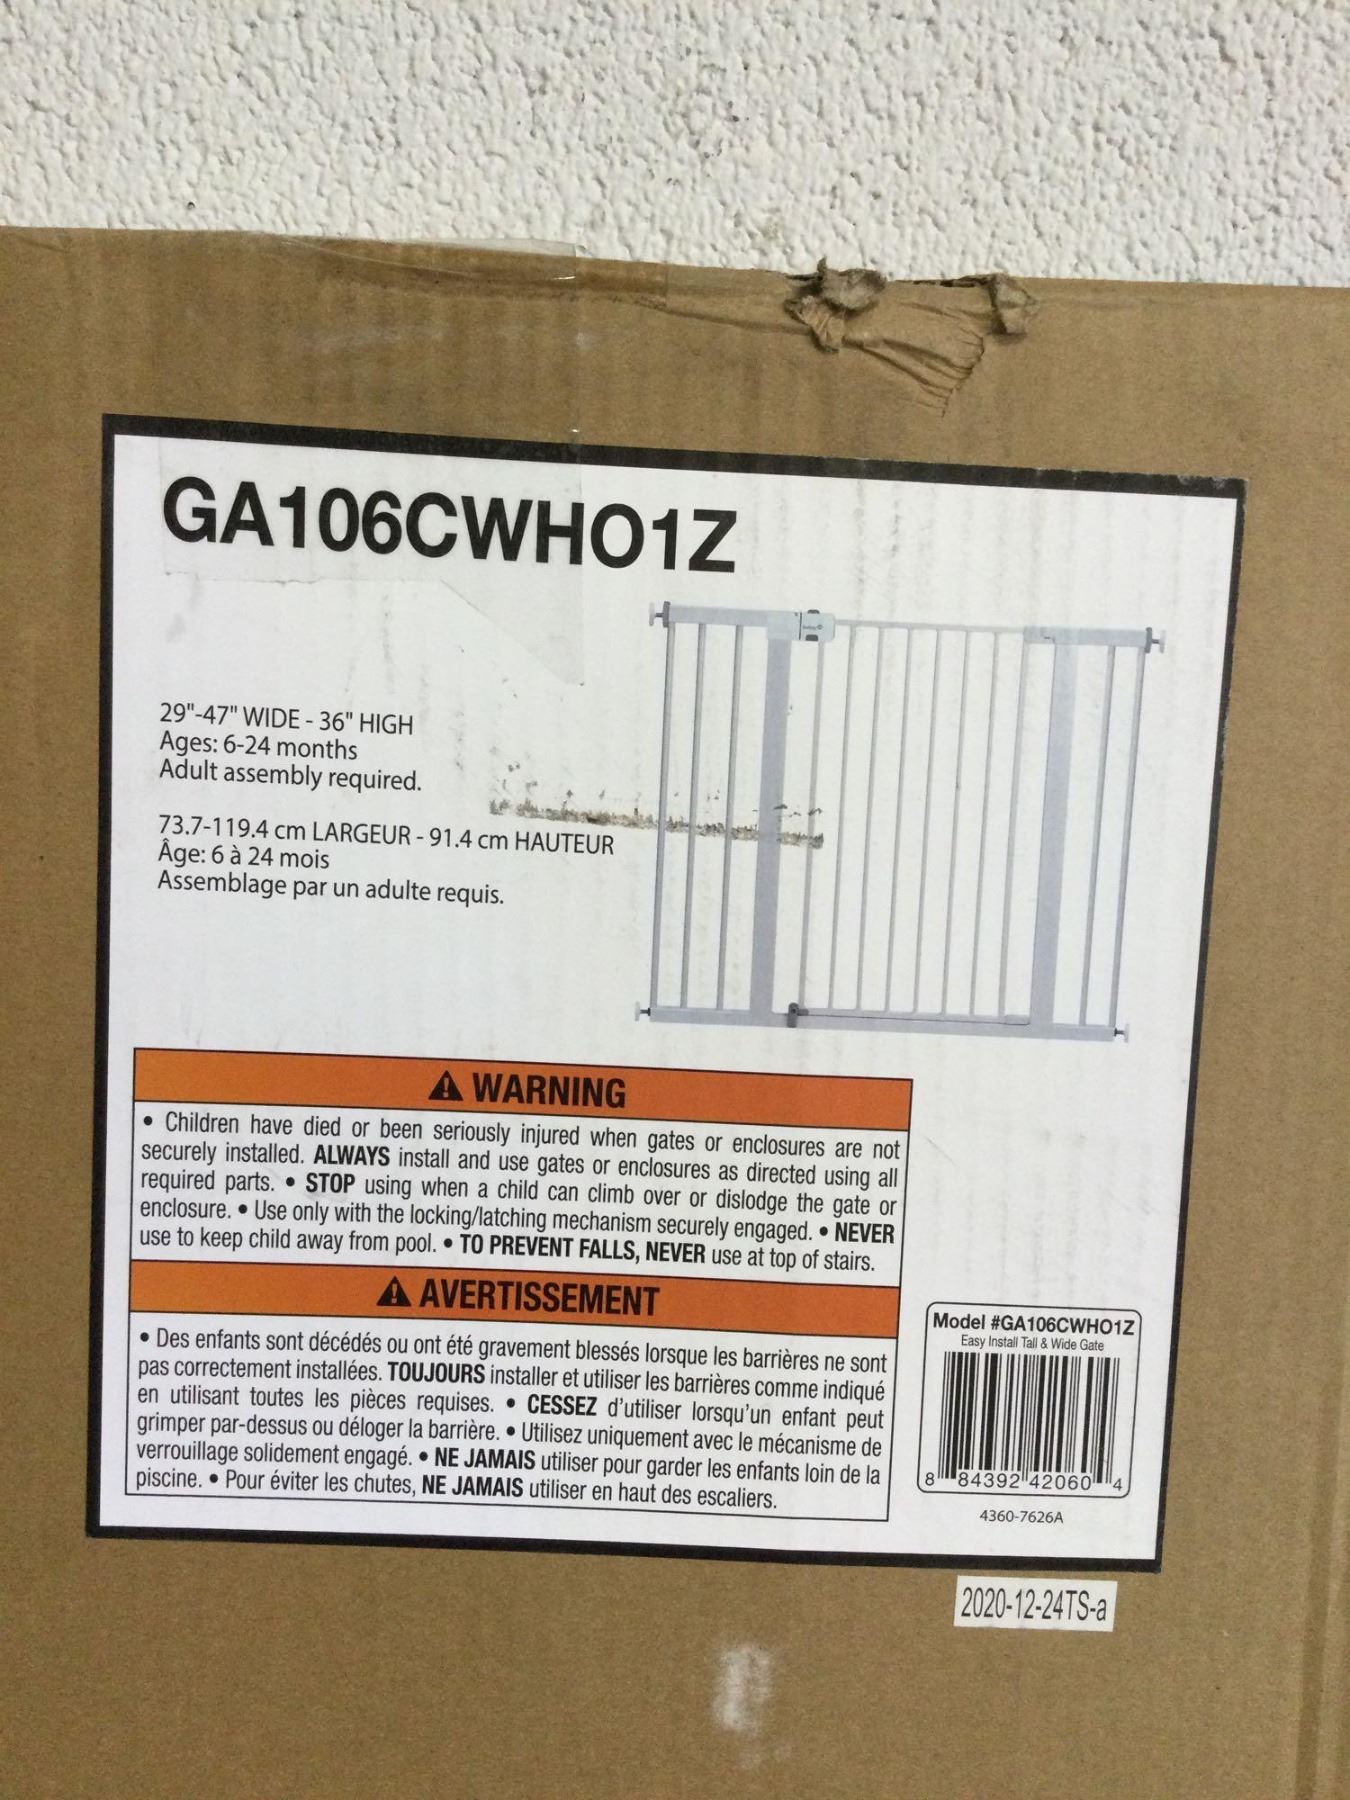 GA106CWHO1Z
29"-47" WIDE - 36" HIGH
Ages: 6-24 months
Adult assembly required.
73.7-119.4 cm LARGEUR - 91.4 cm HAUTEUR
Âge: 6 à 24 mois
Assemblage par un adulte requis.
⚠ WARNING
• Children have died or been seriously injured when gates or enclosures are not
securely installed. ALWAYS install and use gates or enclosures as directed using all
required parts. • STOP using when a child can climb over or dislodge the gate or
enclosure. • Use only with the locking/latching mechanism securely engaged. • NEVER
use to keep child away from pool. • TO PREVENT FALLS, NEVER use at top of stairs.
⚠ AVERTISSEMENT
• Des enfants sont décédés ou ont été gravement blessés lorsque les barrières ne sont
pas correctement installées. TOUJOURS installer et utiliser les barrières comme indiqué
en utilisant toutes les pièces requises. • CESSEZ d'utiliser lorsqu'un enfant peut
grimper par-dessus ou déloger la barrière. • Utilisez uniquement avec le mécanisme de
verrouillage solidement engagé. • NE JAMAIS utiliser pour garder les enfants loin de la
piscine. • Pour éviter les chutes, NE JAMAIS utiliser en haut des escaliers.
Model #GA106CWHO1Z
Easy Install Tall & Wide Gate
8 84392 42060 4
4360-7626A
2020-12-24TS-a